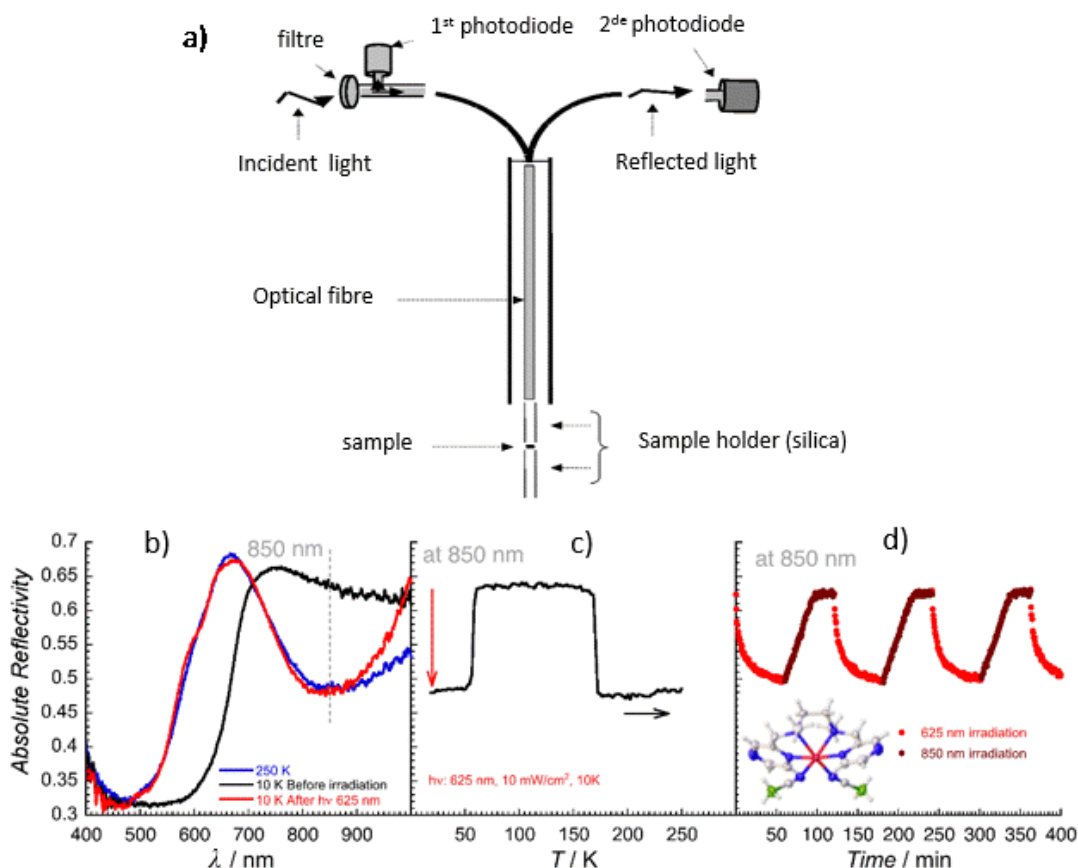 a)
filtre
1st photodiode
2de photodiode
Incident light
Reflected light
Optical fibre
sample
Sample holder (silica)
b)
850 nm
250 K
10 K Before irradiation
10 K After hν 625 nm
Absolute Reflectivity
0.7
0.65
0.6
0.55
0.5
0.45
0.4
0.35
0.3
400 500 600 700 800 900
λ / nm
at 850 nm
c)
hν: 625 nm, 10 mW/cm², 10K
50 100 150 200 250
T / K
at 850 nm
d)
625 nm irradiation
850 nm irradiation
50 100 150 200 250 300 350 400
Time / min